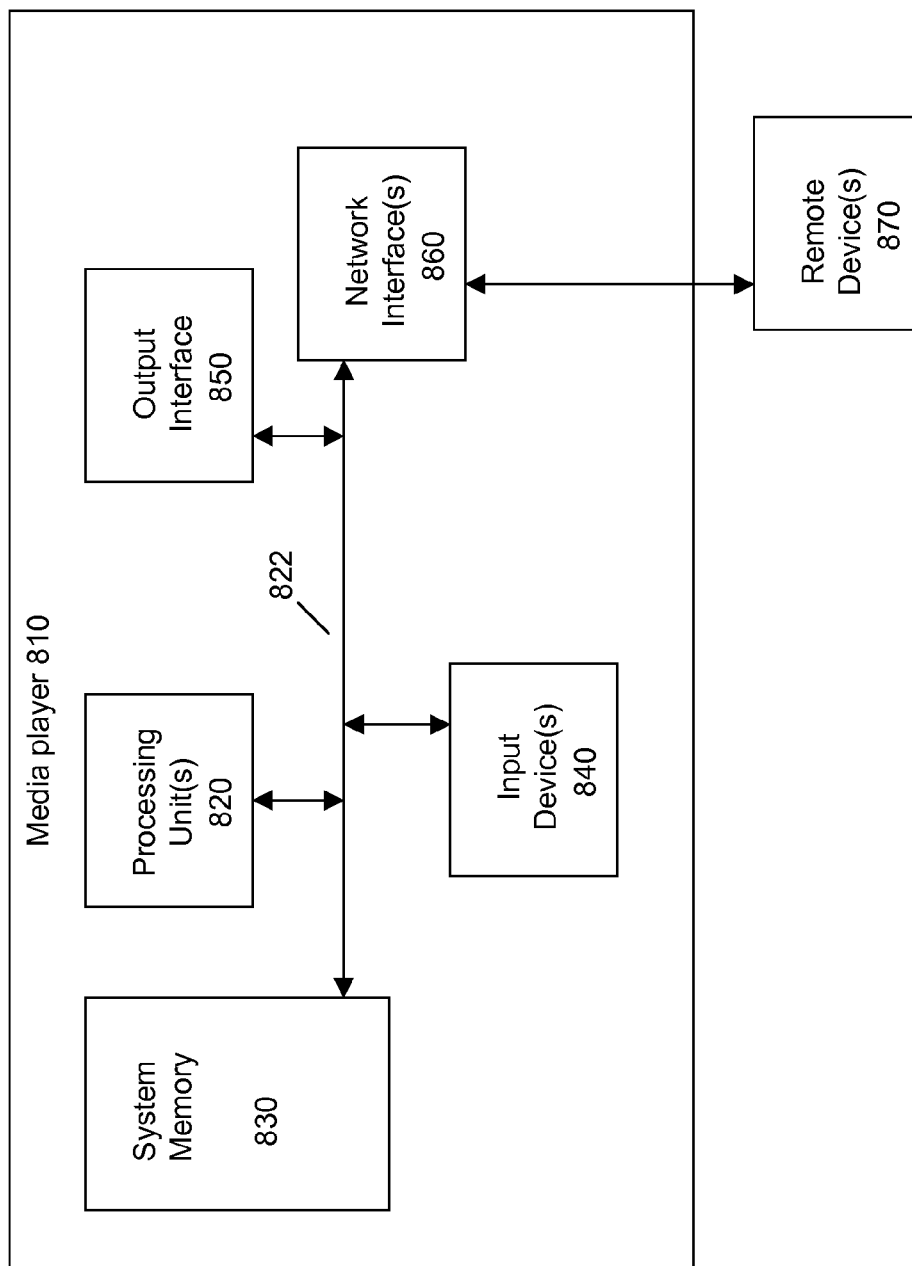 Media player 810
System
Memory
830
Processing
Unit(s)
820
Output
Interface
850
822
Network
Interface(s)
860
Input
Device(s)
840
Remote
Device(s)
870